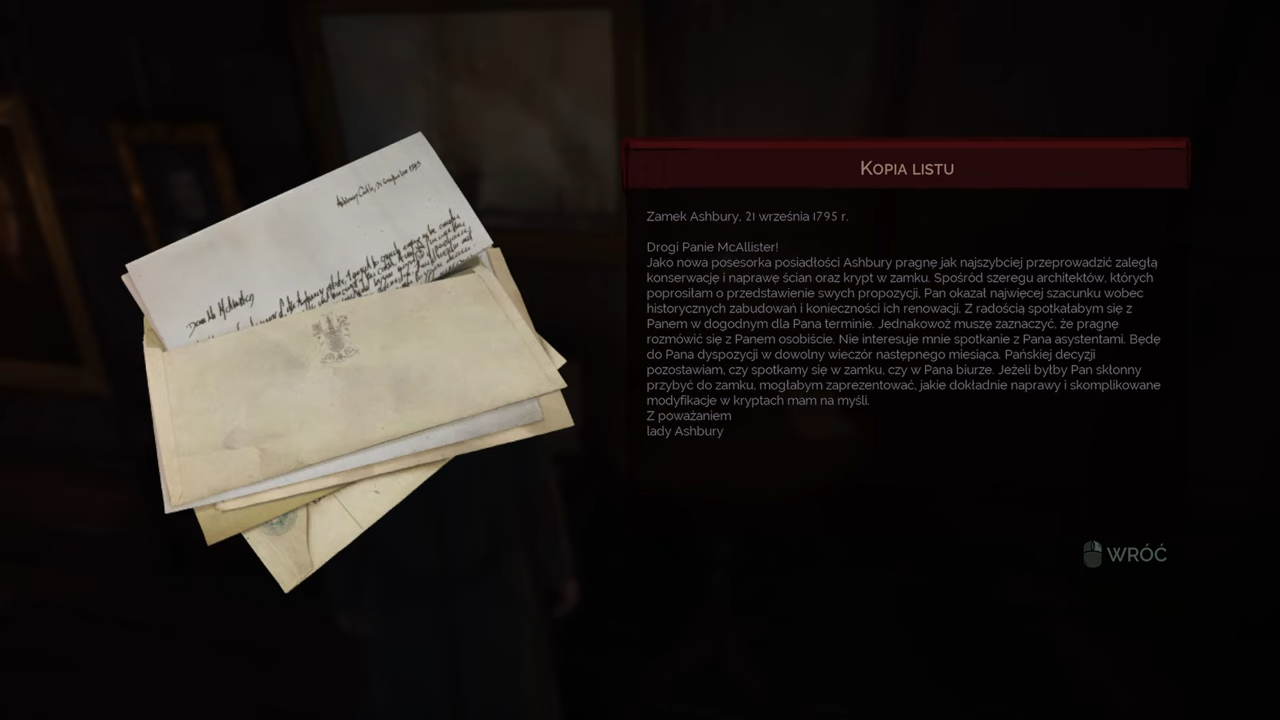 Kopia listu
Zamek Ashbury, 21 września 1795 r.
Drogi Panie McAllister!
Jako nowa posesorka posiadłości Ashbury pragnę jak najszybciej przeprowadzić zaległą
konserwację i naprawę ścian oraz krypt w zamku. Spośród szeregu architektów, których
poprosiłam o przedstawienie swych propozycji, Pan okazał najwięcej szacunku wobec
historycznych zabudowań i konieczności ich renowacji. Z radością spotkałabym się z
Panem w dogodnym dla Pana terminie. Jednakowoż muszę zaznaczyć, że pragnę
rozmówić się z Panem osobiście. Nie interesuje mnie spotkanie z Pana asystentami. Będę
do Pana dyspozycji w dowolny wieczór następnego miesiąca. Pańskiej decyzji
pozostawiam, czy spotkamy się w zamku, czy w Pana biurze. Jeżeli byłby Pan skłonny
przybyć do zamku, mogłabym zaprezentować, jakie dokładnie naprawy i skomplikowane
modyfikacje w kryptach mam na myśli.
Z poważaniem
lady Ashbury
WRÓĆ